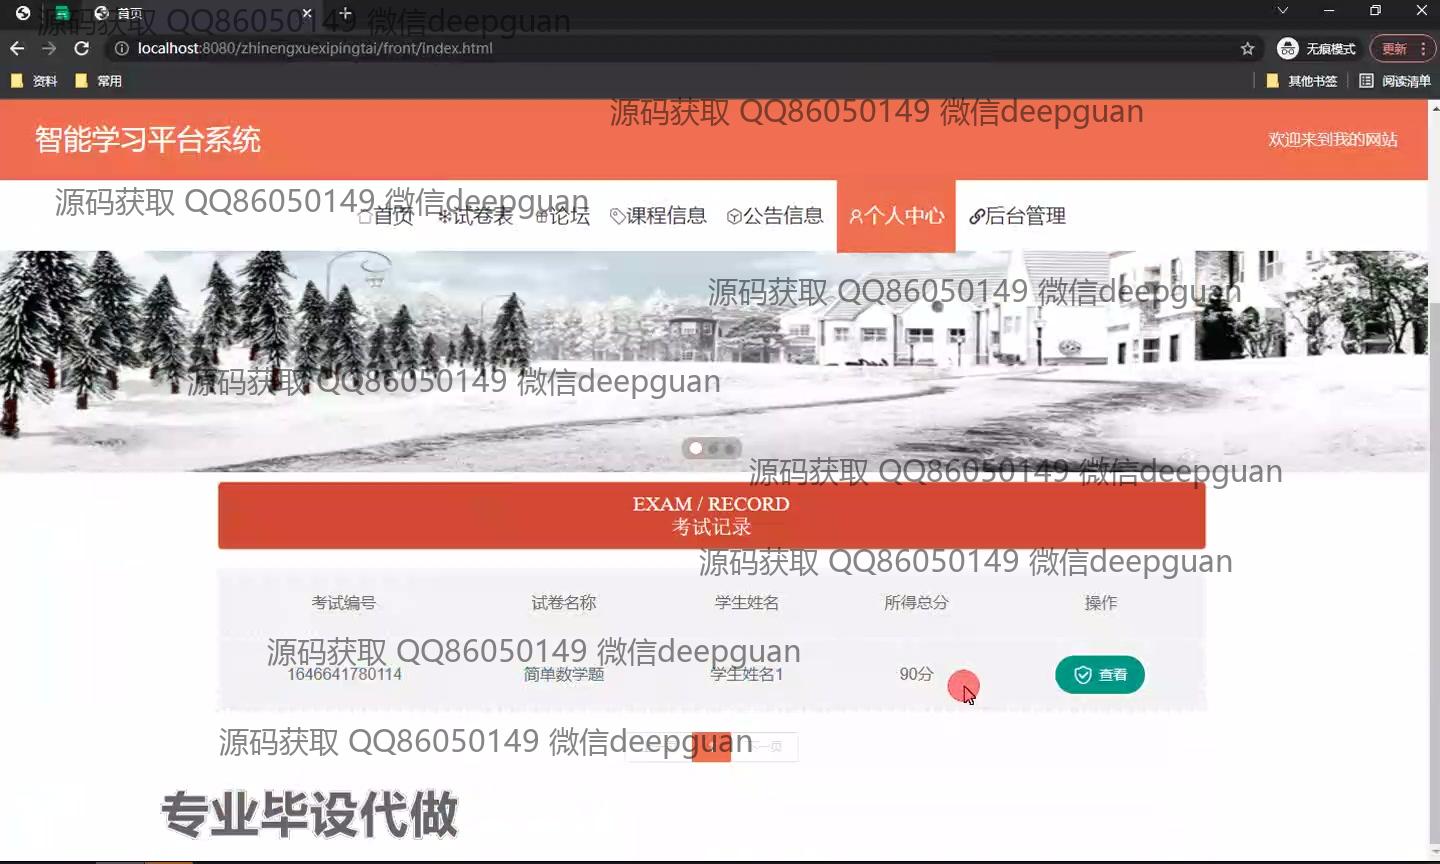 首页
源码获取 QQ86050149 微信deepguan
localhost:8080/zhinengxuexipingtai/front/index.html
无痕模式
更新
资料
常用
其他书签
阅读清单
源码获取 QQ86050149 微信deepguan
智能学习平台系统
欢迎来到我的网站
源码获取 QQ86050149 微信deepguan
首页
试卷表
论坛
课程信息
公告信息
个人中心
后台管理
源码获取 QQ86050149 微信deepguan
源码获取 QQ86050149 微信deepguan
源码获取 QQ86050149 微信deepguan
EXAM / RECORD
考试记录
源码获取 QQ86050149 微信deepguan
考试编号 试卷名称 学生姓名 所得总分 操作
源码获取 QQ86050149 微信deepguan
1646641780114 简单数学题 学生姓名1 90分 查看
源码获取 QQ86050149 微信deepguan
下一页
专业毕设代做